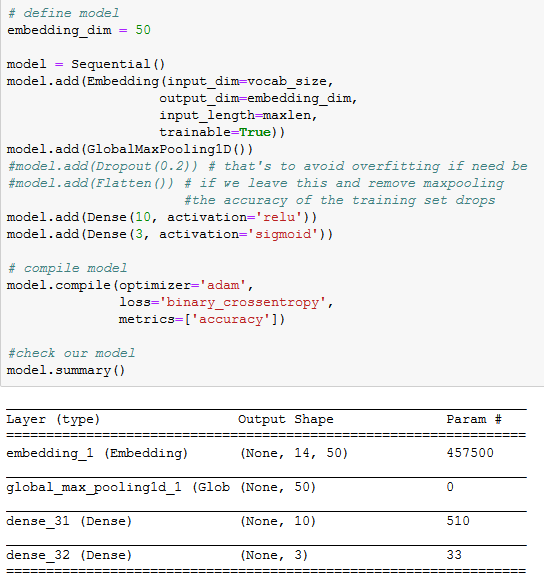 # define model
embedding_dim = 50
model = Sequential()
model.add(Embedding(input_dim=vocab_size,
output_dim=embedding_dim,
input_length=maxlen,
trainable=True))
model.add(GlobalMaxPooling1D())
#model.add(Dropout(0.2)) # that's to avoid overfitting if need be
#model.add(Flatten()) # if we leave this and remove maxpooling
#the accuracy of the training set drops
model.add(Dense(10, activation='relu'))
model.add(Dense(3, activation='sigmoid'))
# compile model
model.compile(optimizer='adam',
loss='binary_crossentropy',
metrics=['accuracy'])
#check our model
model.summary()
Layer (type) Output Shape Param #
embedding_1 (Embedding) (None, 14, 50) 457500
global_max_pooling1d_1 (Glob (None, 50) 0
dense_31 (Dense) (None, 10) 510
dense_32 (Dense) (None, 3) 33